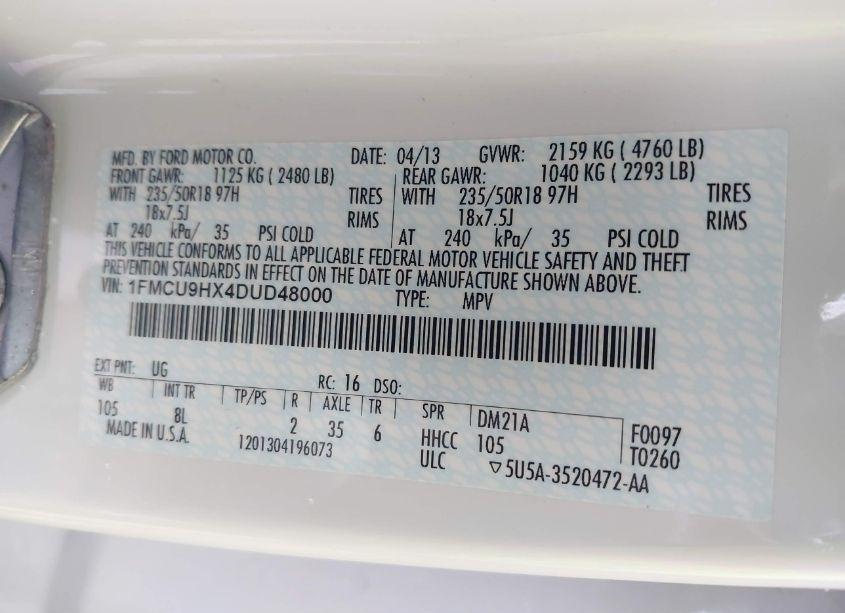 MFD. BY FORD MOTOR CO. DATE: 04/13 GVWR: 2159 KG ( 4760 LB)
FRONT GAWR: 1125 KG ( 2480 LB) REAR GAWR: 1040 KG ( 2293 LB)
WITH 235/50R18 97H TIRES WITH 235/50R18 97H TIRES
18x7.5J RIMS 18x7.5J RIMS
AT 240 kPa/ 35 PSI COLD AT 240 kPa/ 35 PSI COLD
THIS VEHICLE CONFORMS TO ALL APPLICABLE FEDERAL MOTOR VEHICLE SAFETY AND THEFT
PREVENTION STANDARDS IN EFFECT ON THE DATE OF MANUFACTURE SHOWN ABOVE.
VIN: 1FMCU9HX4DUD48000 TYPE: MPV
EXT PNT: UG RC: 16 DSO:
WB INT TR TP/PS R AXLE TR SPR DM21A F0097
105 8L 2 35 6 HHCC 105 T0260
MADE IN U.S.A. 1201304196073 ULC ▽5U5A-3520472-AA